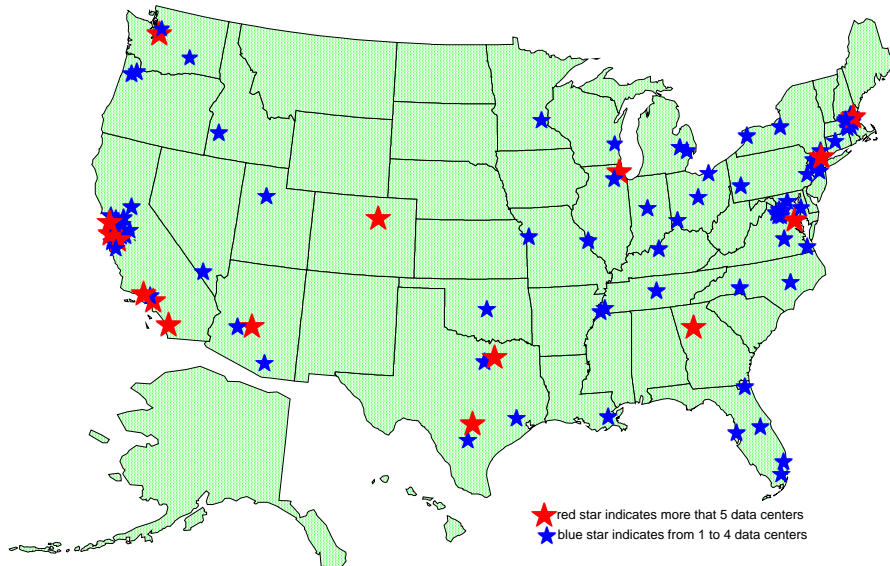 red star indicates more that 5 data centers
blue star indicates from 1 to 4 data centers